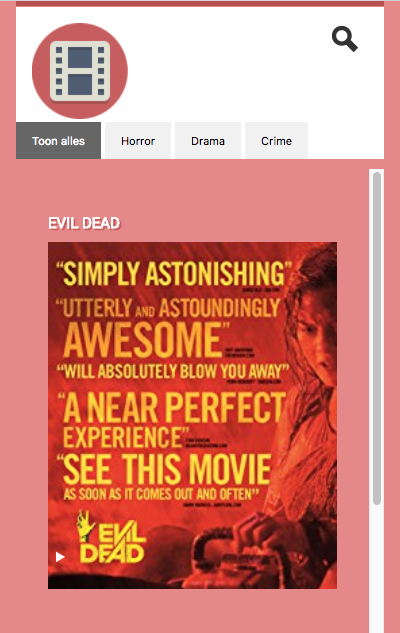 Toon alles
Horror
Drama
Crime
EVIL DEAD
“SIMPLY ASTONISHING”
“UTTERLY AND ASTOUNDINGLY
AWESOME”
“WILL ABSOLUTELY BLOW YOU AWAY”
“A NEAR PERFECT
EXPERIENCE”
“SEE THIS MOVIE
AS SOON AS IT COMES OUT AND OFTEN”
EVIL
DEAD